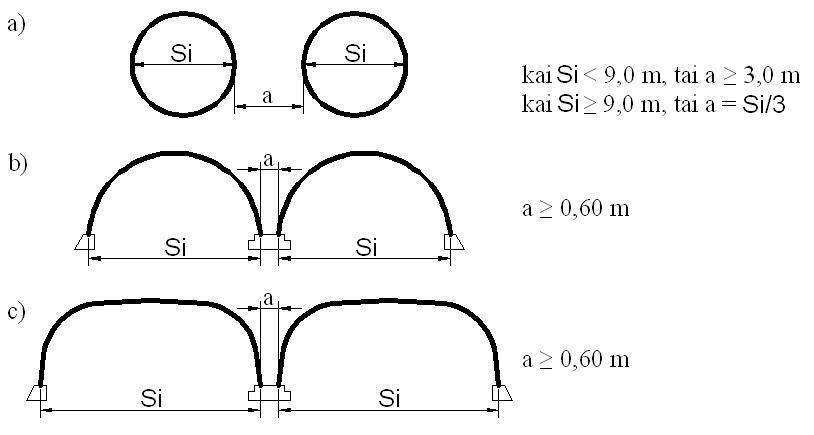 a)
Si Si
a
kai Si < 9,0 m, tai a ≥ 3,0 m
kai Si ≥ 9,0 m, tai a = Si/3
b)
a
Si Si
a ≥ 0,60 m
c)
a
Si Si
a ≥ 0,60 m